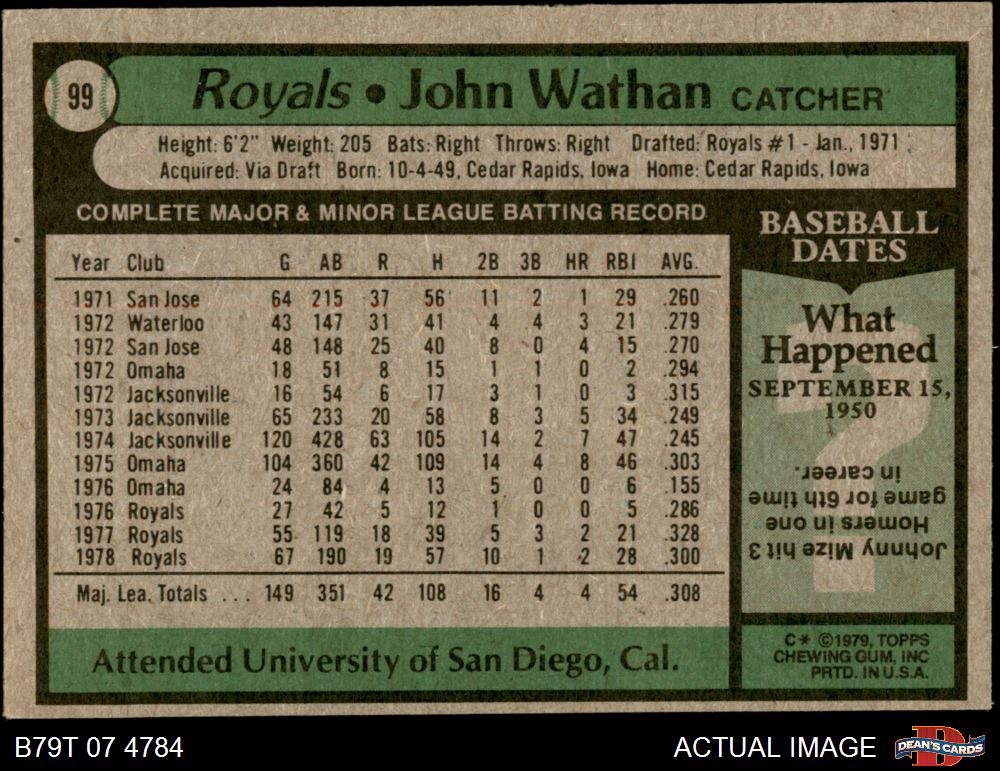 99
Royals • John Wathan CATCHER
Height: 6'2" Weight: 205 Bats: Right Throws: Right Drafted: Royals #1 - Jan., 1971
Acquired: Via Draft Born: 10-4-49, Cedar Rapids, Iowa Home: Cedar Rapids, Iowa
COMPLETE MAJOR & MINOR LEAGUE BATTING RECORD
Year Club G AB R H 2B 3B HR RBI AVG.
1971 San Jose 64 215 37 56 11 2 1 29 .260
1972 Waterloo 43 147 31 41 4 4 3 21 .279
1972 San Jose 48 148 25 40 8 0 4 15 .270
1972 Omaha 18 51 8 15 1 1 0 2 .294
1972 Jacksonville 16 54 6 17 3 1 0 3 .315
1973 Jacksonville 65 233 20 58 8 3 5 34 .249
1974 Jacksonville 120 428 63 105 14 2 7 47 .245
1975 Omaha 104 360 42 109 14 4 8 46 .303
1976 Omaha 24 84 4 13 5 0 0 6 .155
1976 Royals 27 42 5 12 1 0 0 5 .286
1977 Royals 55 119 18 39 5 3 2 21 .328
1978 Royals 67 190 19 57 10 1 2 28 .300
Maj. Lea. Totals ... 149 351 42 108 16 4 4 54 .308
Attended University of San Diego, Cal.
BASEBALL
DATES
What
Happened
SEPTEMBER 15,
1950
?
Johnny Mize hit 3
Homers in one
game for 6th time
in career.
C* ©1979, TOPPS
CHEWING GUM, INC
PRTD. IN U.S.A.
B79T 07 4784
ACTUAL IMAGE
D
DEAN'S CARDS